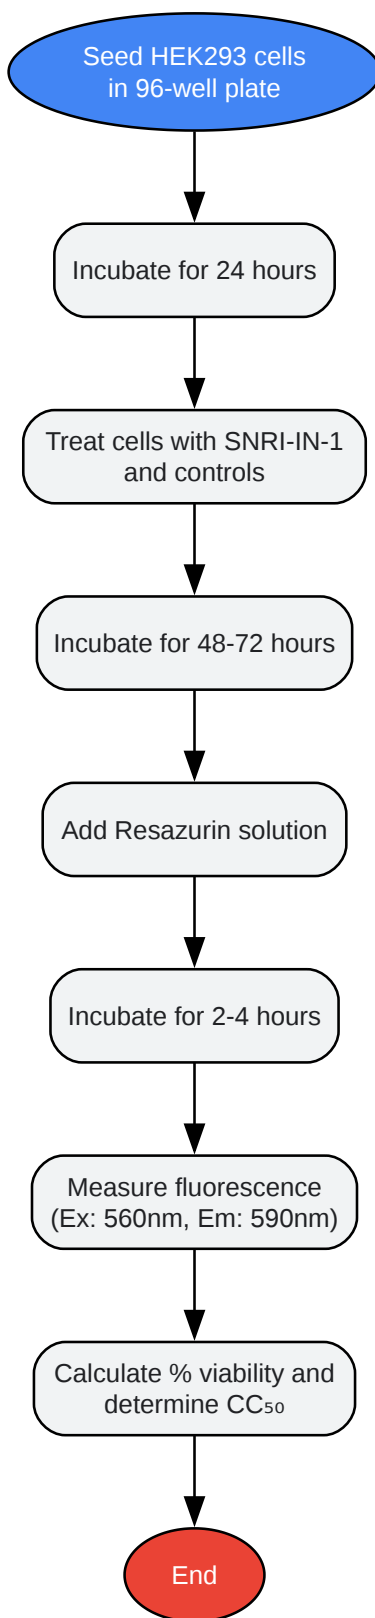 Seed HEK293 cells
in 96-well plate
Incubate for 24 hours
Treat cells with SNRI-IN-1
and controls
Incubate for 48-72 hours
Add Resazurin solution
Incubate for 2-4 hours
Measure fluorescence
(Ex: 560nm, Em: 590nm)
Calculate % viability and
determine CC₅₀
End